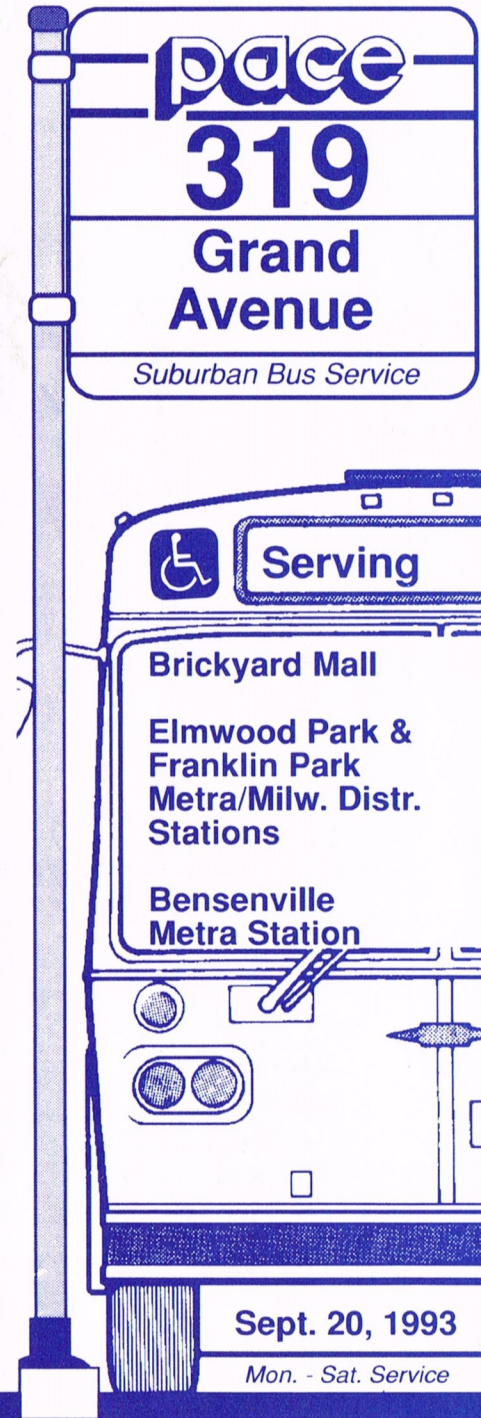 pace
319
Grand
Avenue
Suburban Bus Service
Serving
Brickyard Mall
Elmwood Park &
Franklin Park
Metra/Milw. Distr.
Stations
Bensenville
Metra Station
Sept. 20, 1993
Mon. - Sat. Service